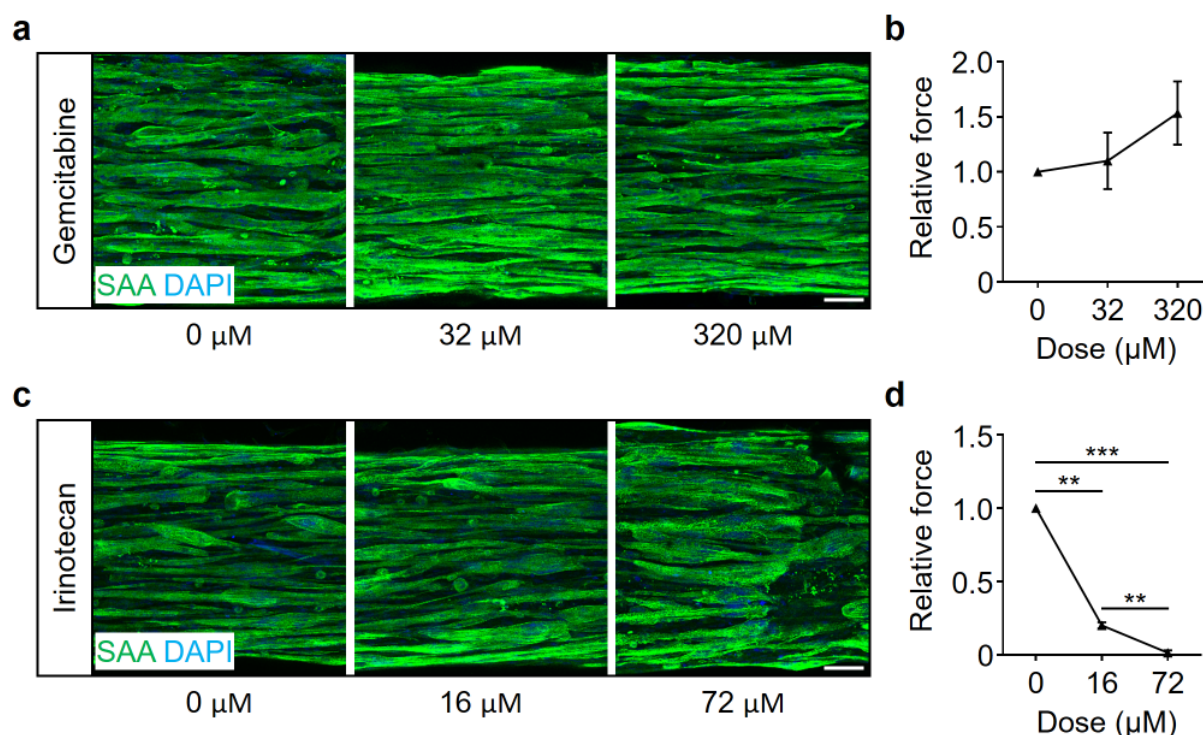 a
Gemcitabine
SAA DAPI
0 µM
32 µM
320 µM
b
Relative force
2.0
1.5
1.0
0.5
0
0 32 320
Dose (µM)
c
Irinotecan
SAA DAPI
0 µM
16 µM
72 µM
d
Relative force
1.5
1.0
0.5
0
***
**
**
0 16 72
Dose (µM)